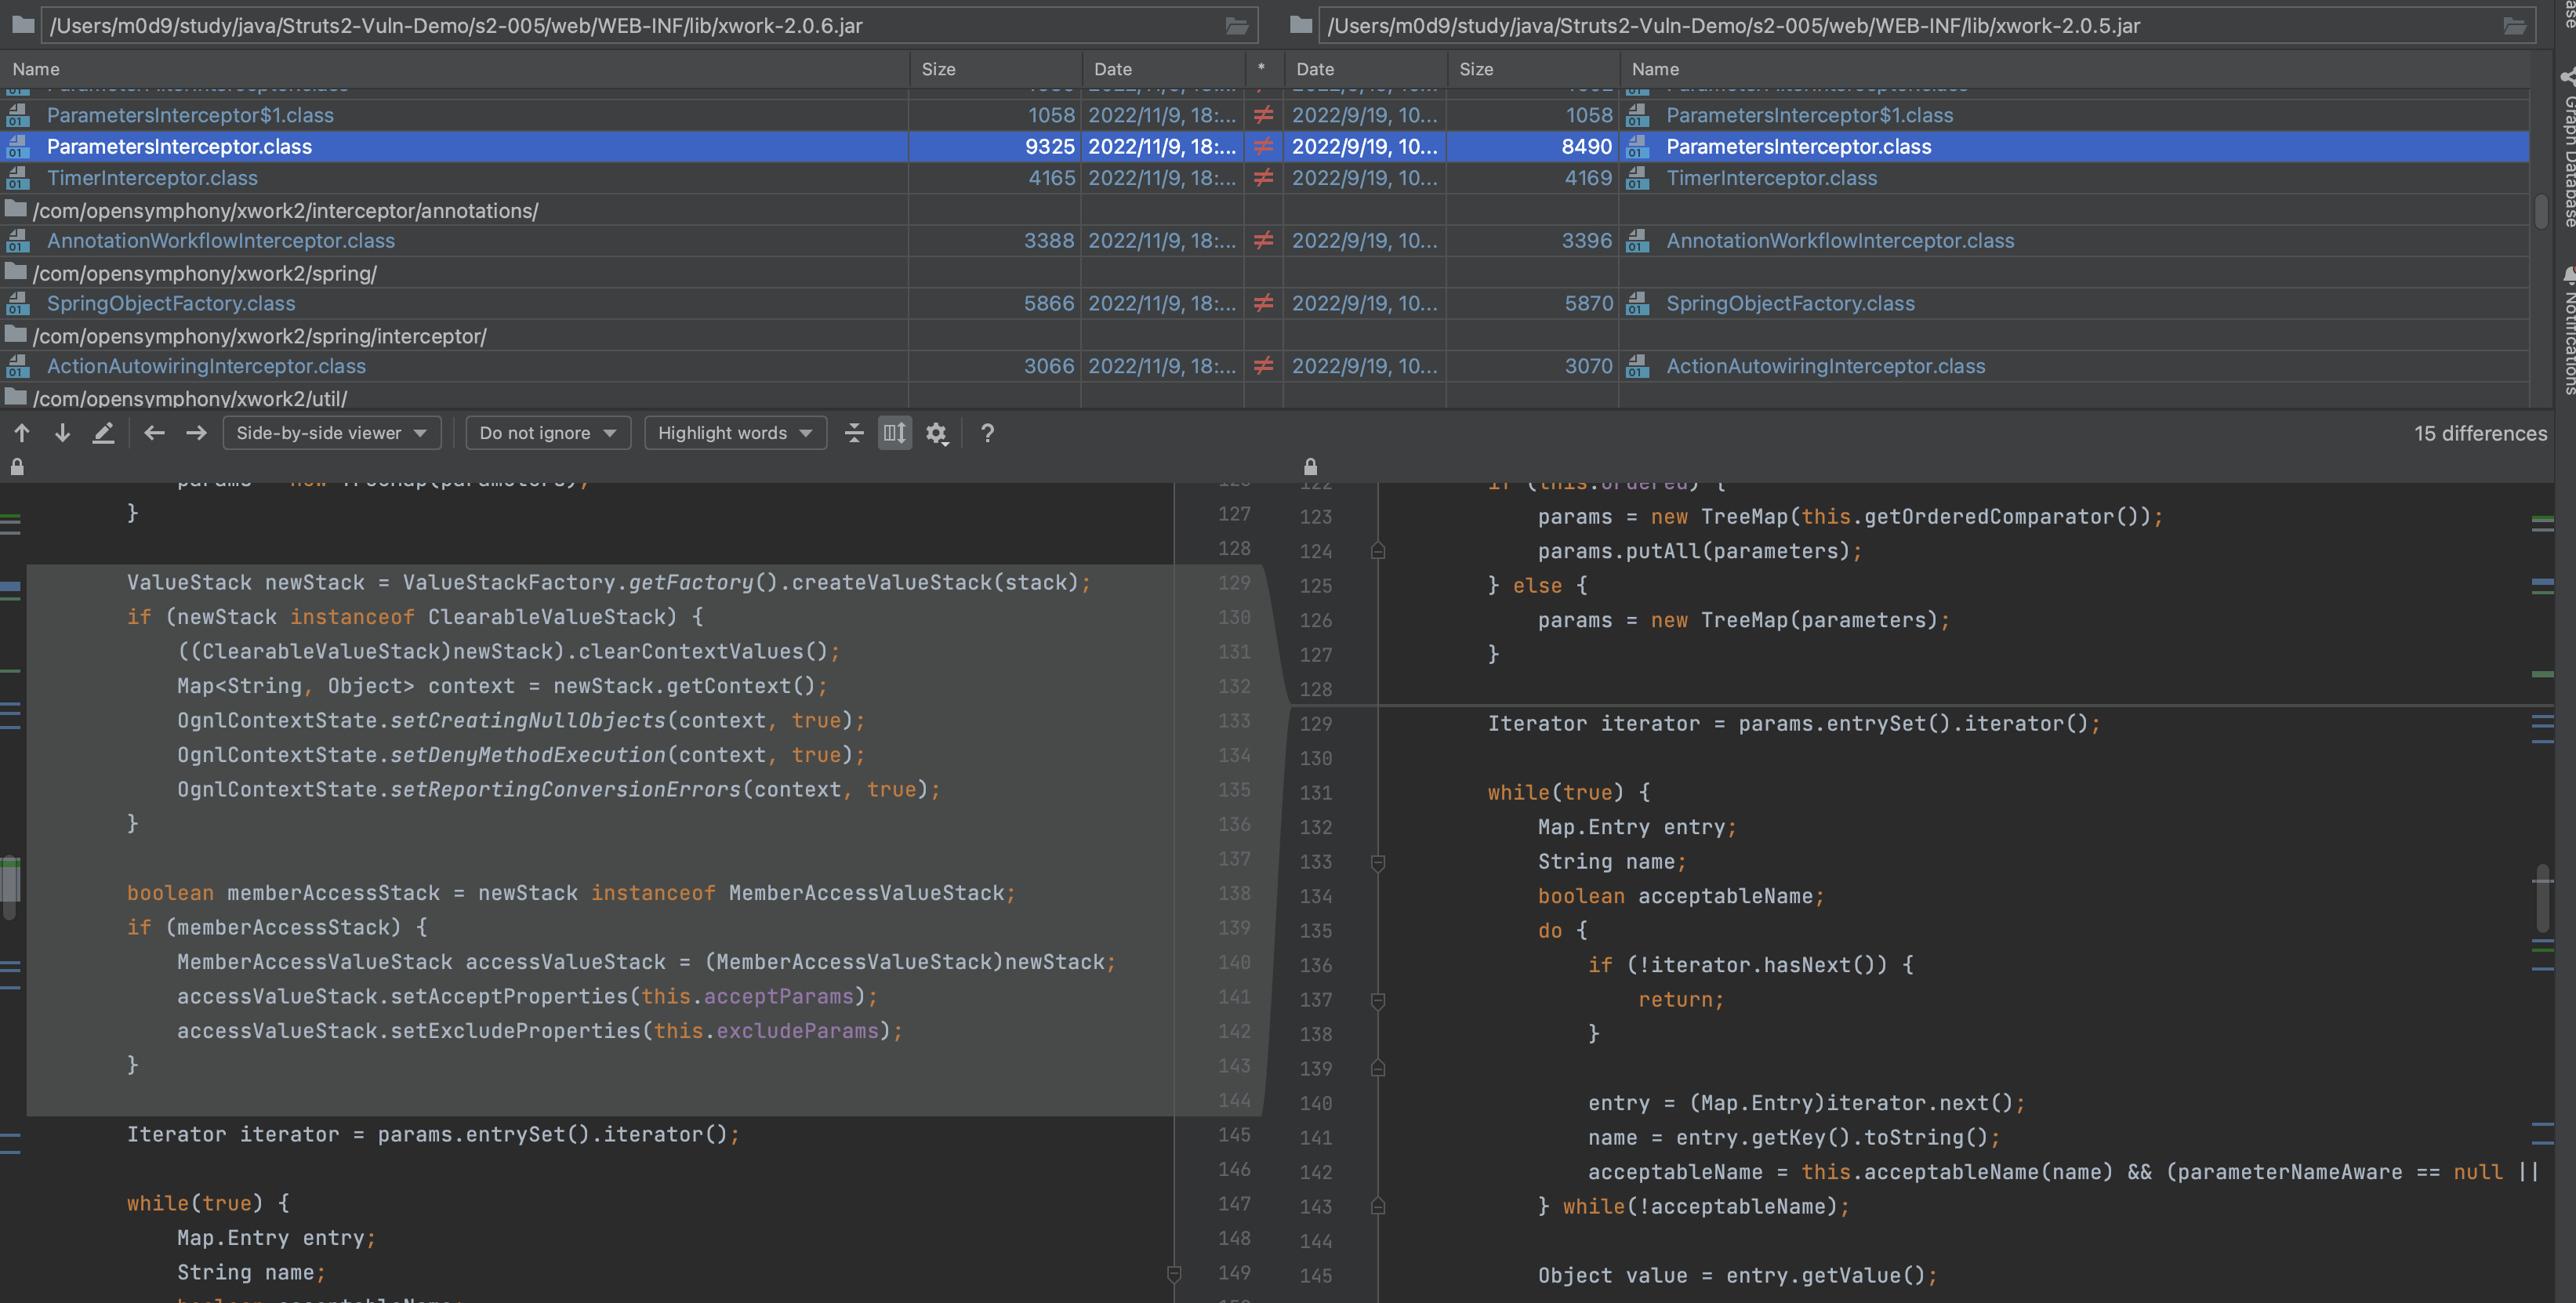 /Users/m0d9/study/java/Struts2-Vuln-Demo/s2-005/web/WEB-INF/lib/xwork-2.0.6.jar
/Users/m0d9/study/java/Struts2-Vuln-Demo/s2-005/web/WEB-INF/lib/xwork-2.0.5.jar
Name Size Date * Date Size Name
ParametersInterceptor$1.class 1058 2022/11/9, 18:... ≠ 2022/9/19, 10... 1058 ParametersInterceptor$1.class
ParametersInterceptor.class 9325 2022/11/9, 18:... ≠ 2022/9/19, 10... 8490 ParametersInterceptor.class
TimerInterceptor.class 4165 2022/11/9, 18:... ≠ 2022/9/19, 10... 4169 TimerInterceptor.class
/com/opensymphony/xwork2/interceptor/annotations/
AnnotationWorkflowInterceptor.class 3388 2022/11/9, 18:... ≠ 2022/9/19, 10... 3396 AnnotationWorkflowInterceptor.class
/com/opensymphony/xwork2/spring/
SpringObjectFactory.class 5866 2022/11/9, 18:... ≠ 2022/9/19, 10... 5870 SpringObjectFactory.class
/com/opensymphony/xwork2/spring/interceptor/
ActionAutowiringInterceptor.class 3066 2022/11/9, 18:... ≠ 2022/9/19, 10... 3070 ActionAutowiringInterceptor.class
/com/opensymphony/xwork2/util/
Side-by-side viewer Do not ignore Highlight words ? 15 differences
params = new TreeMap(parameters);
} 127
128
ValueStack newStack = ValueStackFactory.getFactory().createValueStack(stack); 129
if (newStack instanceof ClearableValueStack) { 130
((ClearableValueStack)newStack).clearContextValues(); 131
Map<String, Object> context = newStack.getContext(); 132
OgnlContextState.setCreatingNullObjects(context, true); 133
OgnlContextState.setDenyMethodExecution(context, true); 134
OgnlContextState.setReportingConversionErrors(context, true); 135
} 136
137
boolean memberAccessStack = newStack instanceof MemberAccessValueStack; 138
if (memberAccessStack) { 139
MemberAccessValueStack accessValueStack = (MemberAccessValueStack)newStack; 140
accessValueStack.setAcceptProperties(this.acceptParams); 141
accessValueStack.setExcludeProperties(this.excludeParams); 142
} 143
144
Iterator iterator = params.entrySet().iterator(); 145
146
while(true) { 147
Map.Entry entry; 148
String name; 149
122 if (this.ordered) {
123 params = new TreeMap(this.getOrderedComparator());
124 params.putAll(parameters);
125 } else {
126 params = new TreeMap(parameters);
127 }
128
129 Iterator iterator = params.entrySet().iterator();
130
131 while(true) {
132 Map.Entry entry;
133 String name;
134 boolean acceptableName;
135 do {
136 if (!iterator.hasNext()) {
137 return;
138 }
139
140 entry = (Map.Entry)iterator.next();
141 name = entry.getKey().toString();
142 acceptableName = this.acceptableName(name) && (parameterNameAware == null ||
143 } while(!acceptableName);
144
145 Object value = entry.getValue();
Graph Database
Notifications